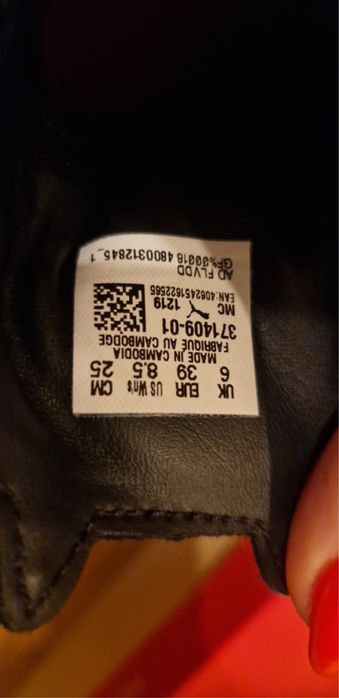 UK EUR US Wn's CM
6 39 8.5 25
MADE IN CAMBODIA
FABRIQUE AU CAMBODGE
371409-01
MC 1219
EAN:4062451622565
AD FLVDD
GF%00018 4800312845_1